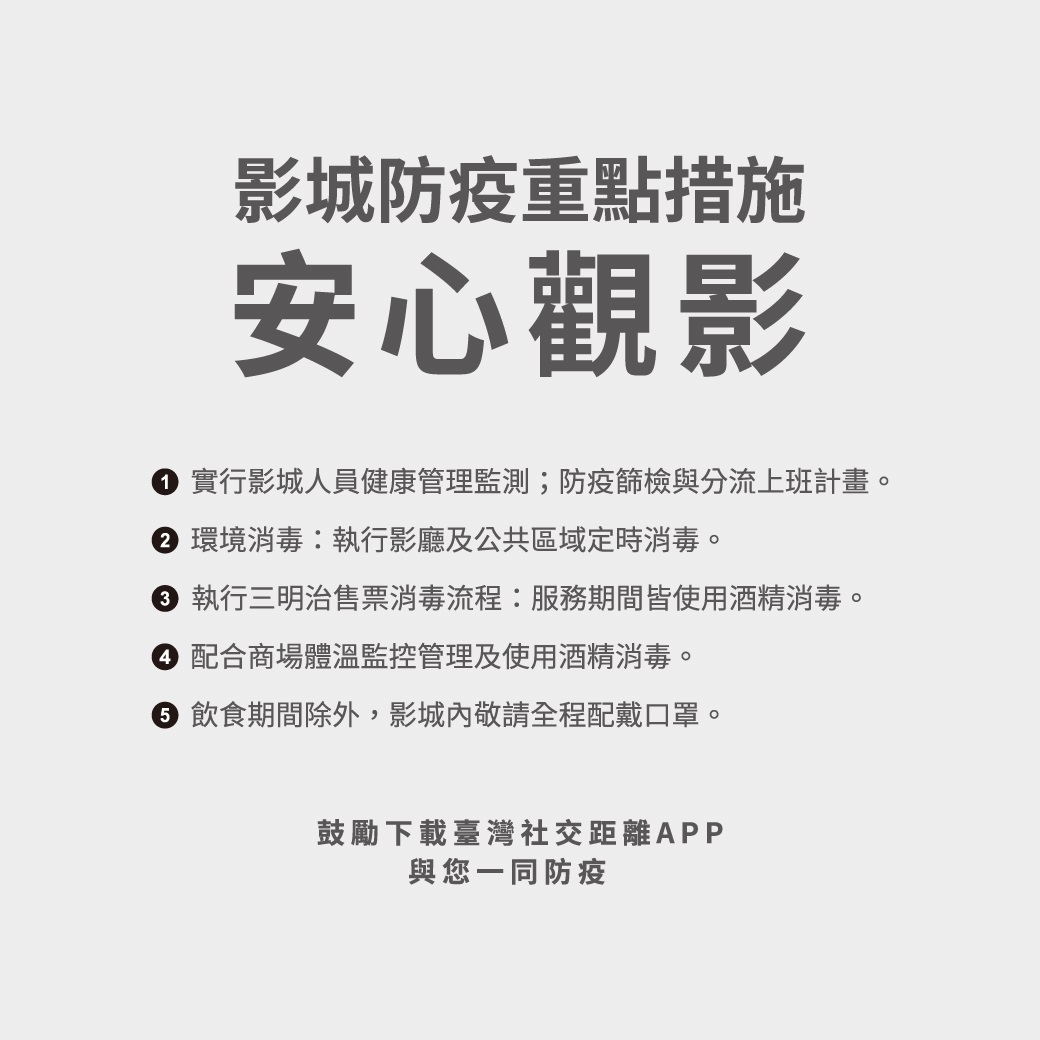 影城防疫重點措施
安心觀影
❶ 實行影城人員健康管理監測；防疫篩檢與分流上班計畫。
❷ 環境消毒：執行影廳及公共區域定時消毒。
❸ 執行三明治售票消毒流程：服務期間皆使用酒精消毒。
❹ 配合商場體溫監控管理及使用酒精消毒。
❺ 飲食期間除外，影城內敬請全程配戴口罩。
鼓勵下載臺灣社交距離APP
與您一同防疫